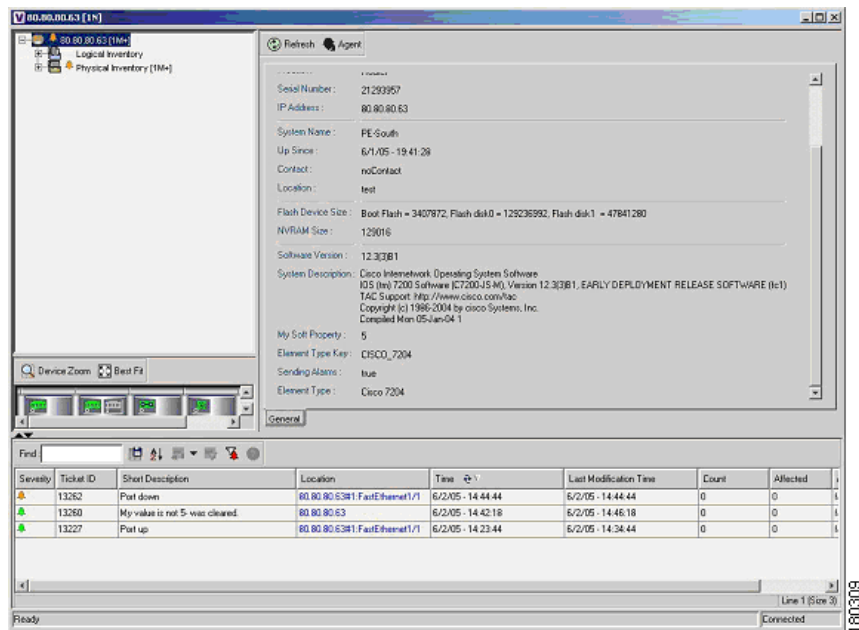 80.80.80.63 [1N]
80.80.80.63 [1M+]
Logical Inventory
Physical Inventory [1M+]
Refresh Agent
Serial Number : 21293957
IP Address : 80.80.80.63
System Name : PE-South
Up Since : 6/1/05 - 19:41:28
Contact : noContact
Location : test
Flash Device Size : Boot Flash = 3407872, Flash disk0 = 129236992, Flash disk1 = 47841280
NVRAM Size : 129016
Software Version : 12.3(3)B1
System Description : Cisco Internetwork Operating System Software
IOS (tm) 7200 Software (C7200-JS-M), Version 12.3(3)B1, EARLY DEPLOYMENT RELEASE SOFTWARE (fc1)
TAC Support: http://www.cisco.com/tac
Copyright (c) 1986-2004 by cisco Systems, Inc.
Compiled Mon 05-Jan-04 1
My Soft Property : 5
Element Type Key : CISCO_7204
Sending Alarms : true
Element Type : Cisco 7204
Device Zoom Best Fit
General
Find :
Severity Ticket ID Short Description Location Time Last Modification Time Count Affected
13262 Port down 80.80.80.63#1:FastEthernet1/1 6/2/05 - 14:44:44 6/2/05 - 14:44:44 0 0
13260 My value is not 5- was cleared. 80.80.80.63 6/2/05 - 14:42:18 6/2/05 - 14:46:18 0 0
13227 Port up 80.80.80.63#1:FastEthernet1/1 6/2/05 - 14:23:44 6/2/05 - 14:34:44 0 0
Line 1 (Size 3)
Ready Connected
180309